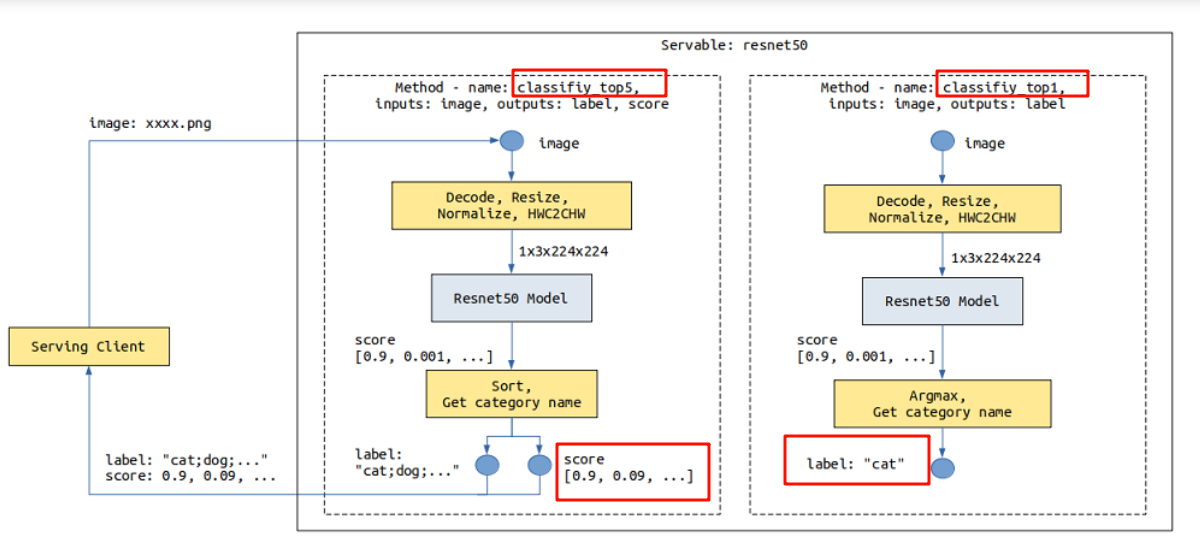 Servable: resnet50
Method - name: classifiy_top5,
inputs: image, outputs: label, score
image: xxxx.png
image
Decode, Resize,
Normalize, HWC2CHW
1x3x224x224
Resnet50 Model
score
[0.9, 0.001, ...]
Sort,
Get category name
label:
"cat;dog;..."
score
[0.9, 0.09, ...]
Serving Client
label: "cat;dog;..."
score: 0.9, 0.09, ...
Method - name: classifiy_top1,
inputs: image, outputs: label
image
Decode, Resize,
Normalize, HWC2CHW
1x3x224x224
Resnet50 Model
score
[0.9, 0.001, ...]
Argmax,
Get category name
label: "cat"